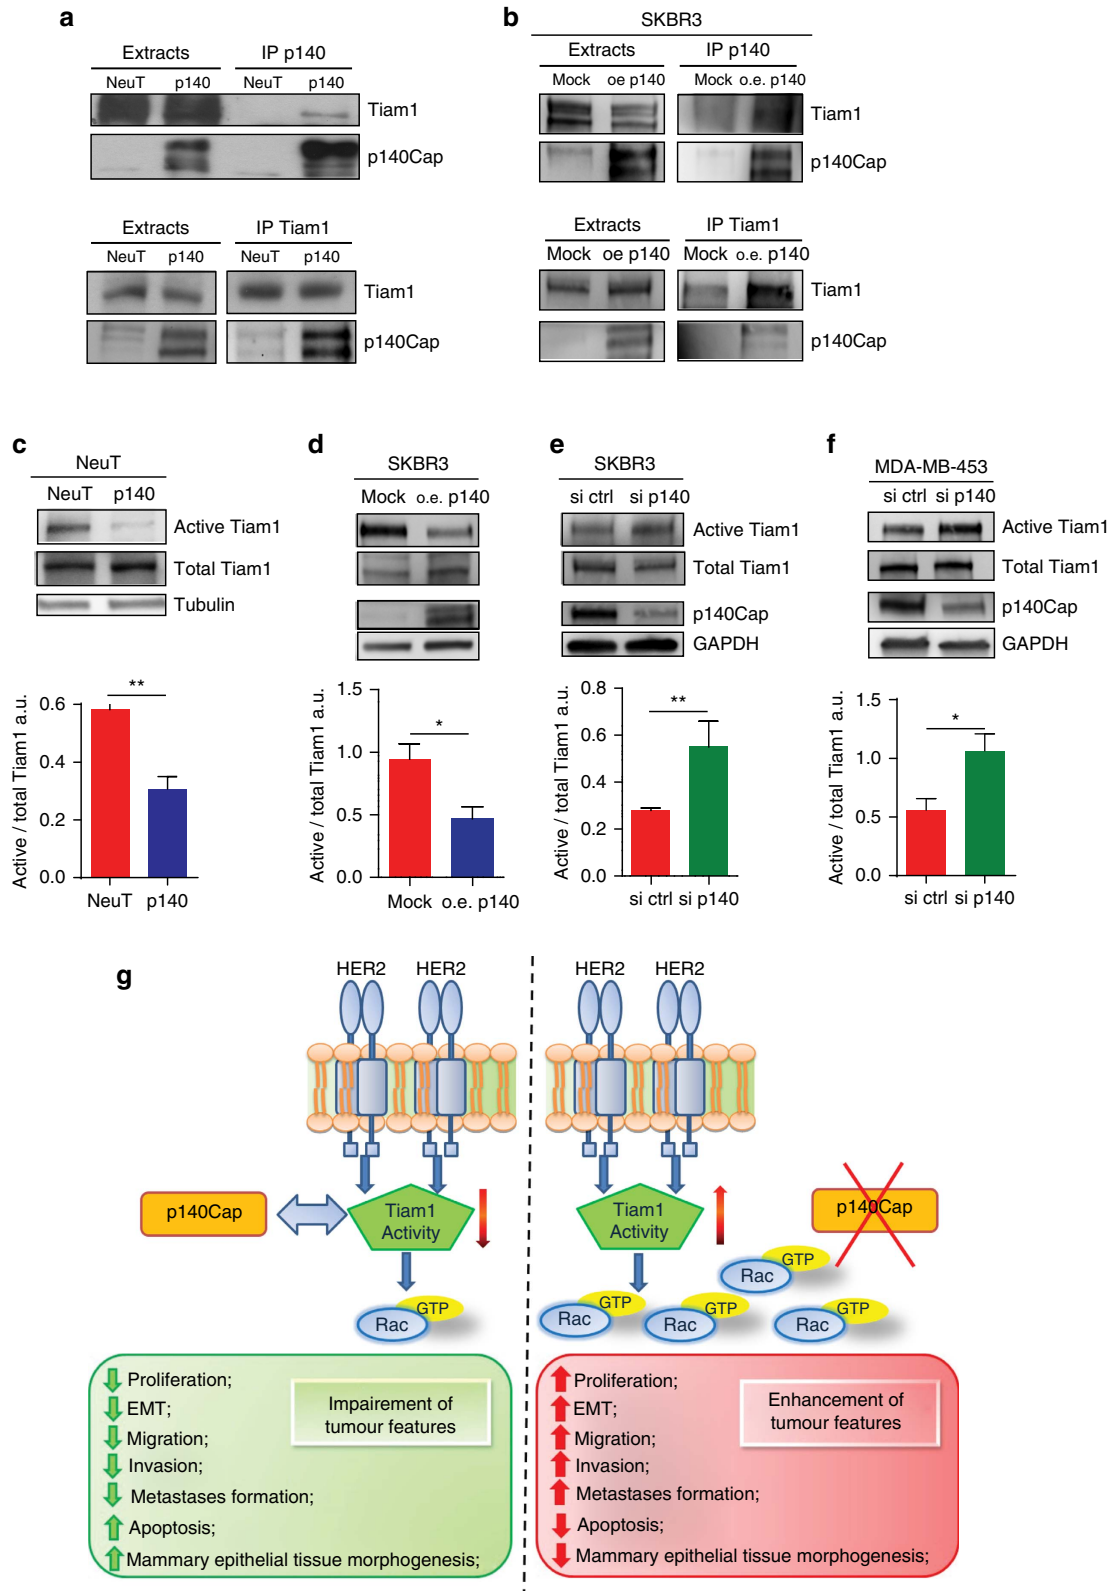 a
Extracts IP p140
NeuT p140 NeuT p140
Tiam1
p140Cap
Extracts IP Tiam1
NeuT p140 NeuT p140
Tiam1
p140Cap
b
SKBR3
Extracts IP p140
Mock oe p140 Mock o.e. p140
Tiam1
p140Cap
Extracts IP Tiam1
Mock oe p140 Mock o.e. p140
Tiam1
p140Cap
c
NeuT
NeuT p140
Active Tiam1
Total Tiam1
Tubulin
**
Active / total Tiam1 a.u.
0.6
0.4
0.2
0.0
NeuT p140
d
SKBR3
Mock o.e. p140
*
Active / total Tiam1 a.u.
1.5
1.0
0.5
0.0
Mock o.e. p140
e
SKBR3
si ctrl si p140
Active Tiam1
Total Tiam1
p140Cap
GAPDH
**
Active / total Tiam1 a.u.
0.8
0.6
0.4
0.2
0.0
si ctrl si p140
f
MDA-MB-453
si ctrl si p140
Active Tiam1
Total Tiam1
p140Cap
GAPDH
*
Active / total Tiam1 a.u.
1.5
1.0
0.5
0.0
si ctrl si p140
g
HER2 HER2
p140Cap
Tiam1
Activity
Rac GTP
Proliferation;
EMT;
Migration;
Invasion;
Metastases formation;
Apoptosis;
Mammary epithelial tissue morphogenesis;
Impairement of
tumour features
HER2 HER2
Tiam1
Activity
p140Cap
Rac GTP
Rac GTP
Rac GTP
Rac GTP
Proliferation;
EMT;
Migration;
Invasion;
Metastases formation;
Apoptosis;
Mammary epithelial tissue morphogenesis;
Enhancement of
tumour features